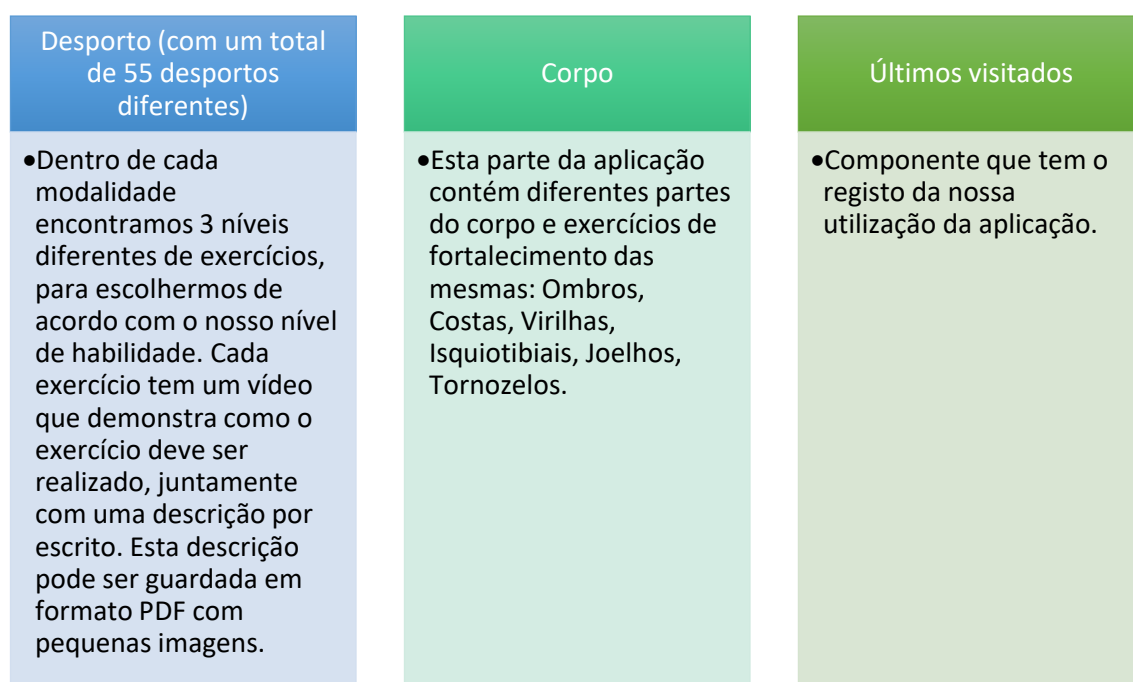 Desporto (com um total
de 55 desportos
diferentes)
•Dentro de cada
modalidade
encontramos 3 níveis
diferentes de exercícios,
para escolhermos de
acordo com o nosso nível
de habilidade. Cada
exercício tem um vídeo
que demonstra como o
exercício deve ser
realizado, juntamente
com uma descrição por
escrito. Esta descrição
pode ser guardada em
formato PDF com
pequenas imagens.
Corpo
•Esta parte da aplicação
contém diferentes partes
do corpo e exercícios de
fortalecimento das
mesmas: Ombros,
Costas, Virilhas,
Isquiotibiais, Joelhos,
Tornozelos.
Últimos visitados
•Componente que tem o
registo da nossa
utilização da aplicação.